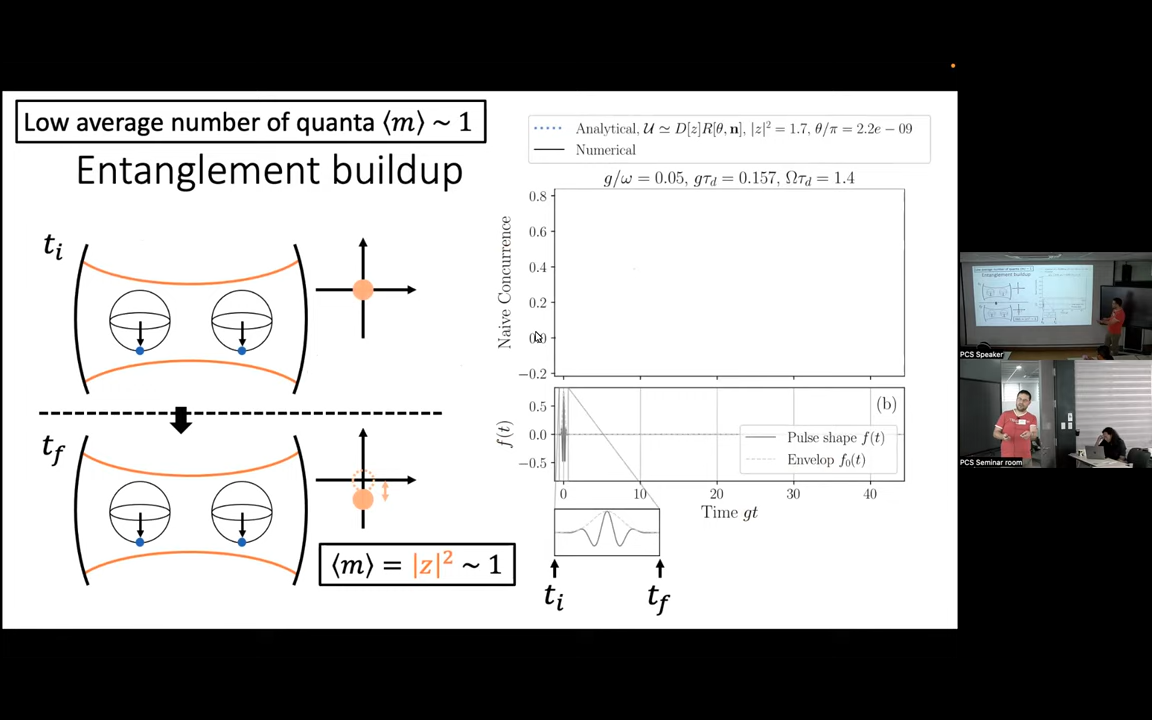 Low average number of quanta ⟨m⟩ ~ 1
Entanglement buildup
t_i
t_f
⟨m⟩ = |z|² ~ 1
Analytical, 𝒰 ≃ D[z]R[θ, n], |z|² = 1.7, θ/π = 2.2e − 09
Numerical
g/ω = 0.05, gτ_d = 0.157, Ωτ_d = 1.4
Naive Concurrence
0.8
0.6
0.4
0.2
0.0
−0.2
f(t)
0.5
0.0
−0.5
(b)
Pulse shape f(t)
Envelop f₀(t)
0 10 20 30 40
Time gt
t_i t_f
PCS Speaker
PCS Seminar room